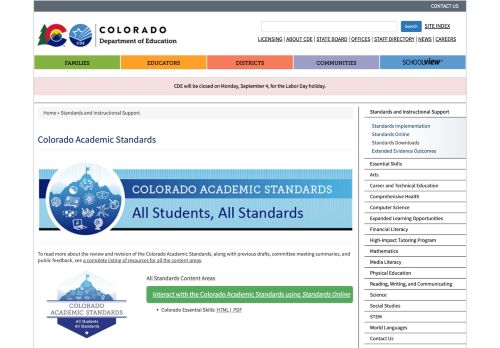 CONTACT US
COLORADO
Department of Education
CDE
Search
SITE INDEX
LICENSING | ABOUT CDE | STATE BOARD | OFFICES | STAFF DIRECTORY | NEWS | CAREERS
FAMILIES
EDUCATORS
DISTRICTS
COMMUNITIES
SCHOOLVIEW
CDE will be closed on Monday, September 4, for the Labor Day holiday.
Home » Standards and Instructional Support
Colorado Academic Standards
COLORADO ACADEMIC STANDARDS
All Students, All Standards
To read more about the review and revision of the Colorado Academic Standards, along with previous drafts, committee meeting summaries, and
public feedback, see a complete listing of resources for all the content areas.
COLORADO
ACADEMIC STANDARDS
All Students
All Standards
All Standards Content Areas
Interact with the Colorado Academic Standards using Standards Online
• Colorado Essential Skills: HTML | PDF
Standards and Instructional Support
Standards Implementation
Standards Online
Standards Downloads
Extended Evidence Outcomes
Essential Skills
Arts
Career and Technical Education
Comprehensive Health
Computer Science
Expanded Learning Opportunities
Financial Literacy
High-Impact Tutoring Program
Mathematics
Media Literacy
Physical Education
Reading, Writing, and Communicating
Science
Social Studies
STEM
World Languages
Contact Us